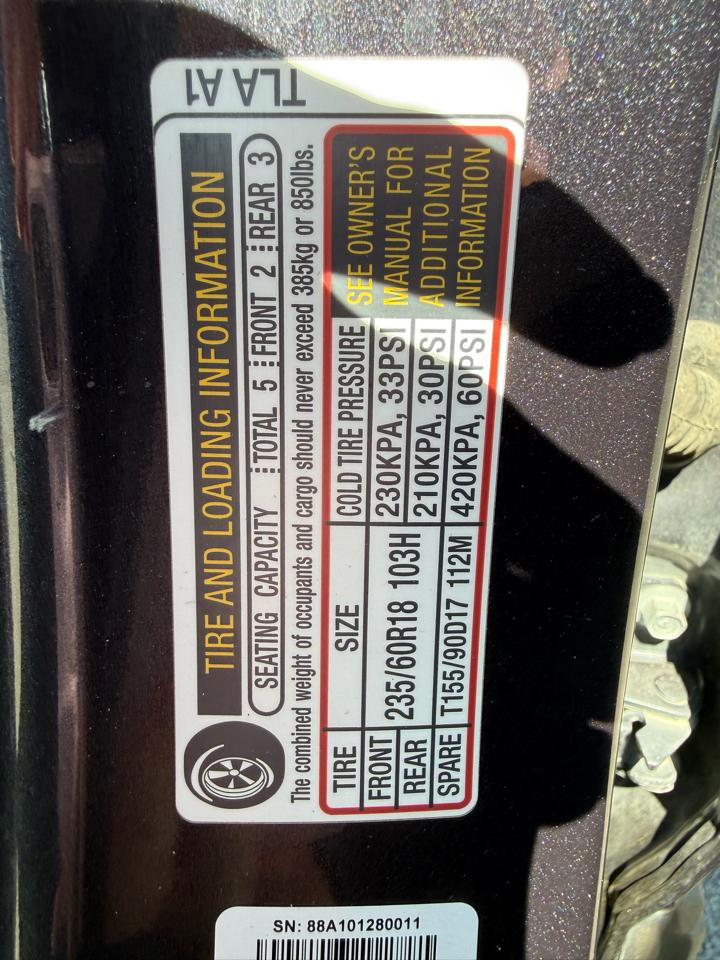 TLA A1
TIRE AND LOADING INFORMATION
SEATING CAPACITY TOTAL 5 FRONT 2 REAR 3
The combined weight of occupants and cargo should never exceed 385kg or 850lbs.
TIRE SIZE COLD TIRE PRESSURE
FRONT 235/60R18 103H 230KPA, 33PSI
REAR 210KPA, 30PSI
SPARE T155/90D17 112M 420KPA, 60PSI
SEE OWNER'S
MANUAL FOR
ADDITIONAL
INFORMATION
SN: 88A101280011